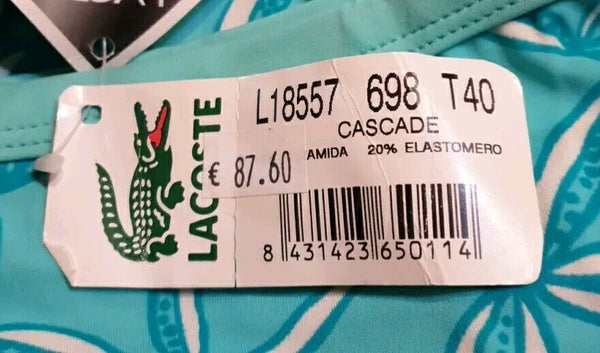 L18557 698 T40
CASCADE
AMIDA 20% ELASTOMERO
LACOSTE
€ 87.60
8 431423 650114